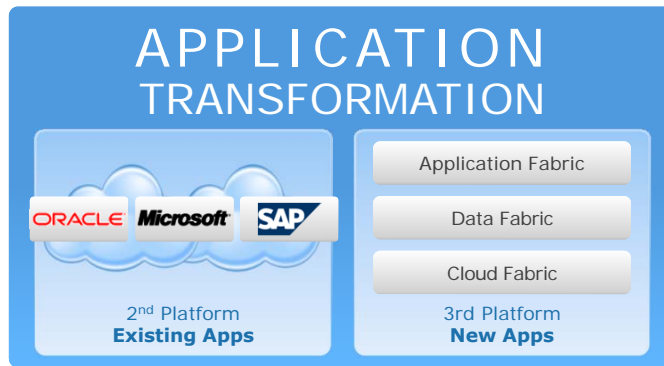 APPLICATION
TRANSFORMATION
ORACLE Microsoft SAP
2nd Platform
Existing Apps
Application Fabric
Data Fabric
Cloud Fabric
3rd Platform
New Apps